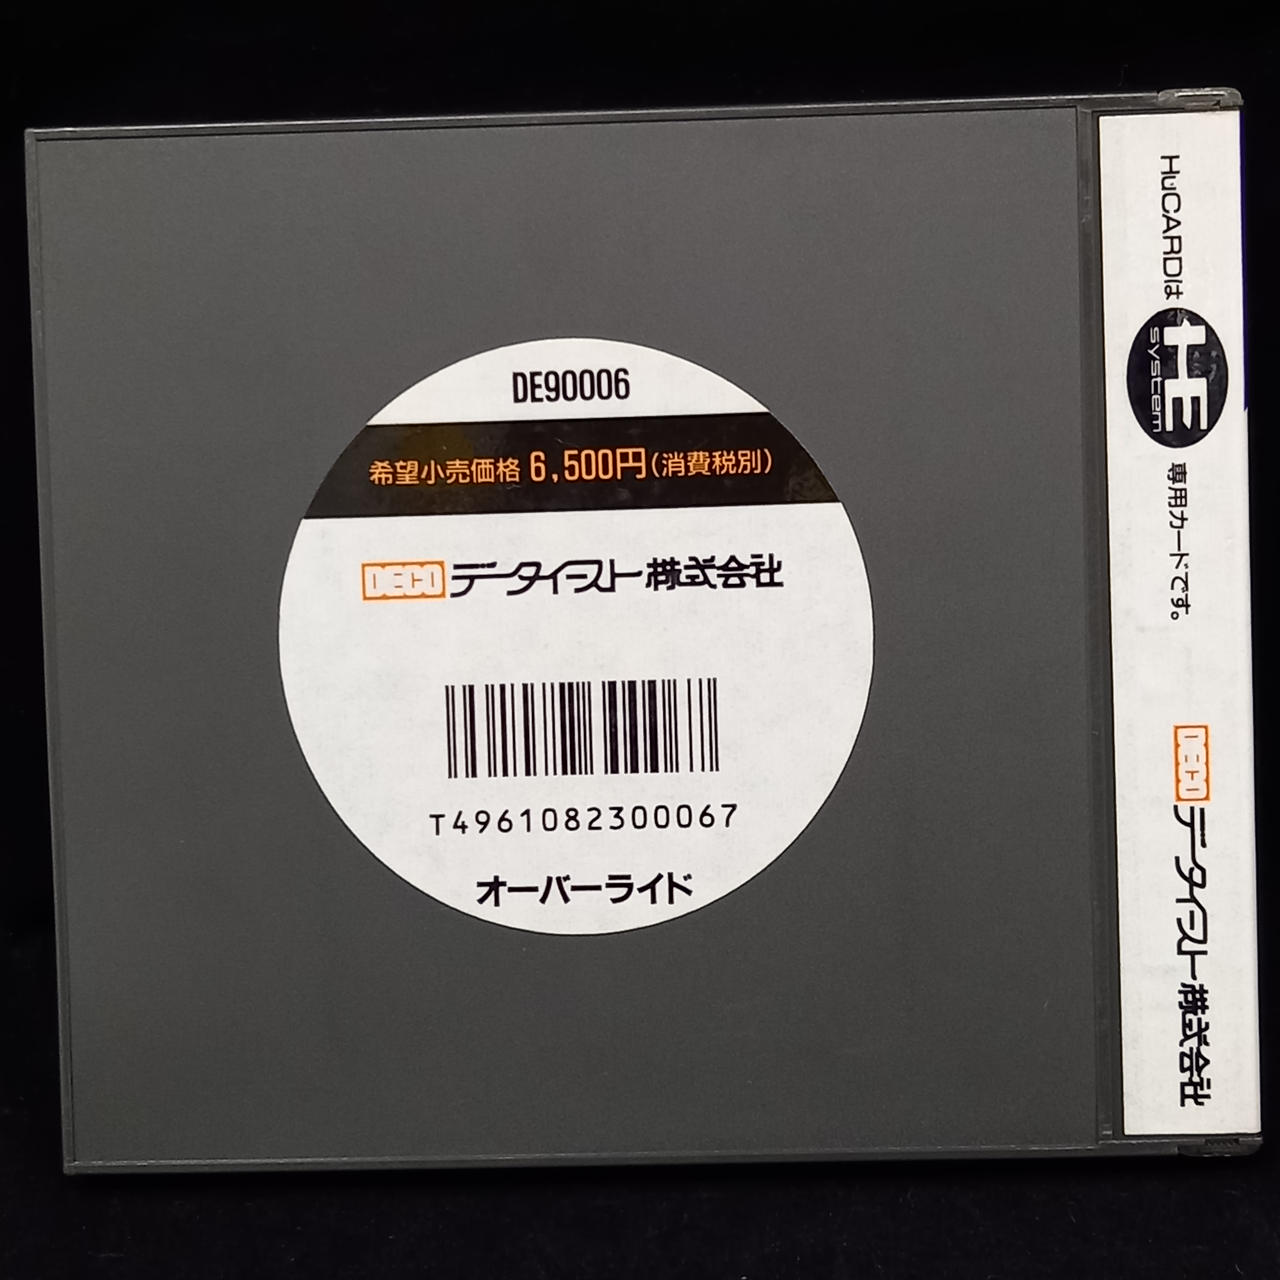 DE90006
希望小売価格 6,500円(消費税別)
DECO データイースト株式会社
T4961082300067
オーバーライド
HuCARDは HE system 専用カードです。
DECO データイースト株式会社